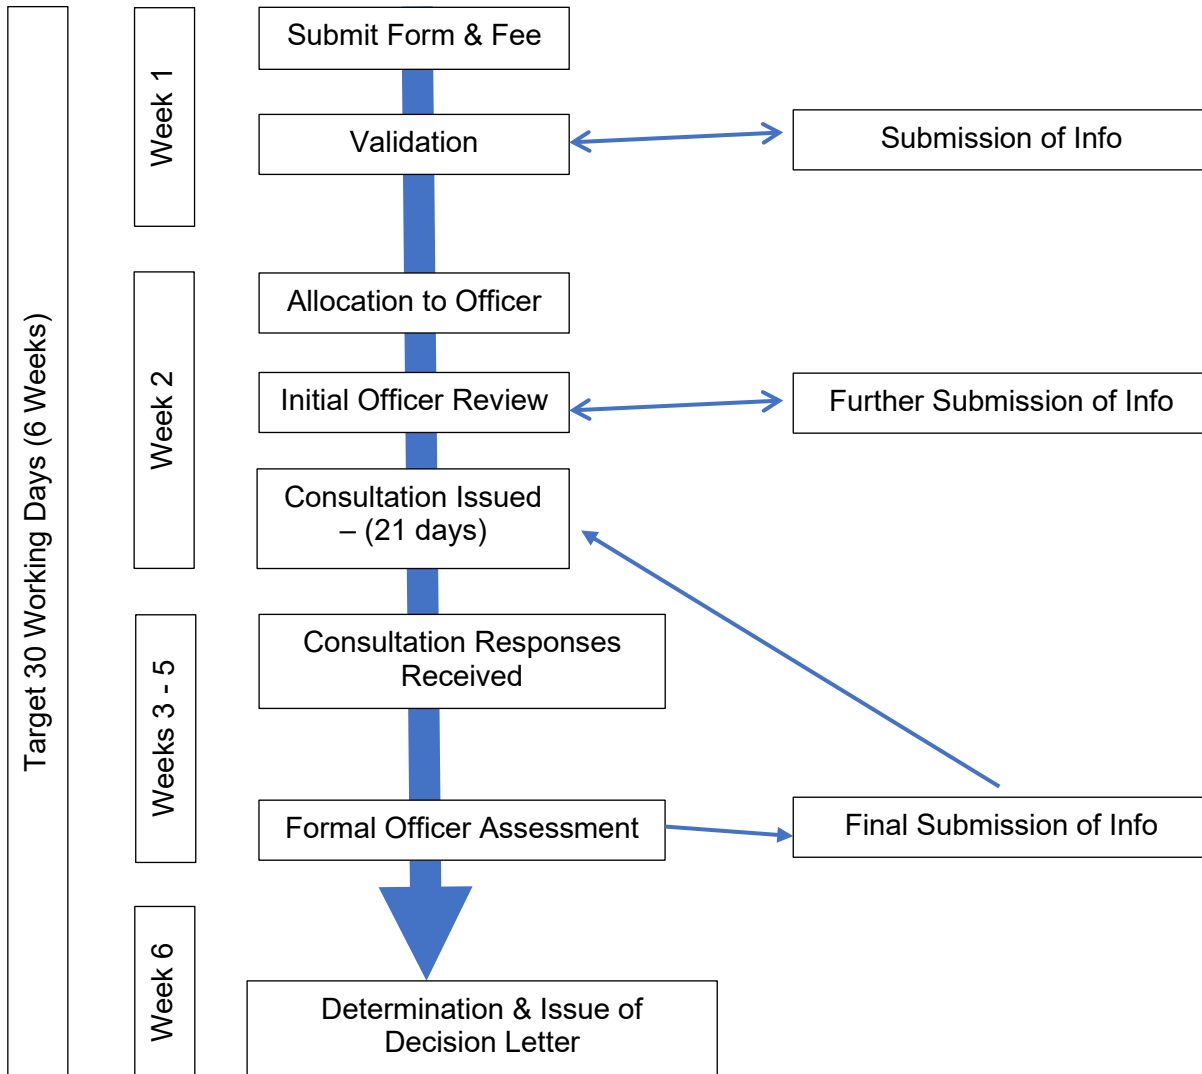 Target 30 Working Days (6 Weeks)
Week 1
Submit Form & Fee
Validation
Submission of Info
Week 2
Allocation to Officer
Initial Officer Review
Further Submission of Info
Consultation Issued
– (21 days)
Weeks 3 - 5
Consultation Responses
Received
Formal Officer Assessment
Final Submission of Info
Week 6
Determination & Issue of
Decision Letter